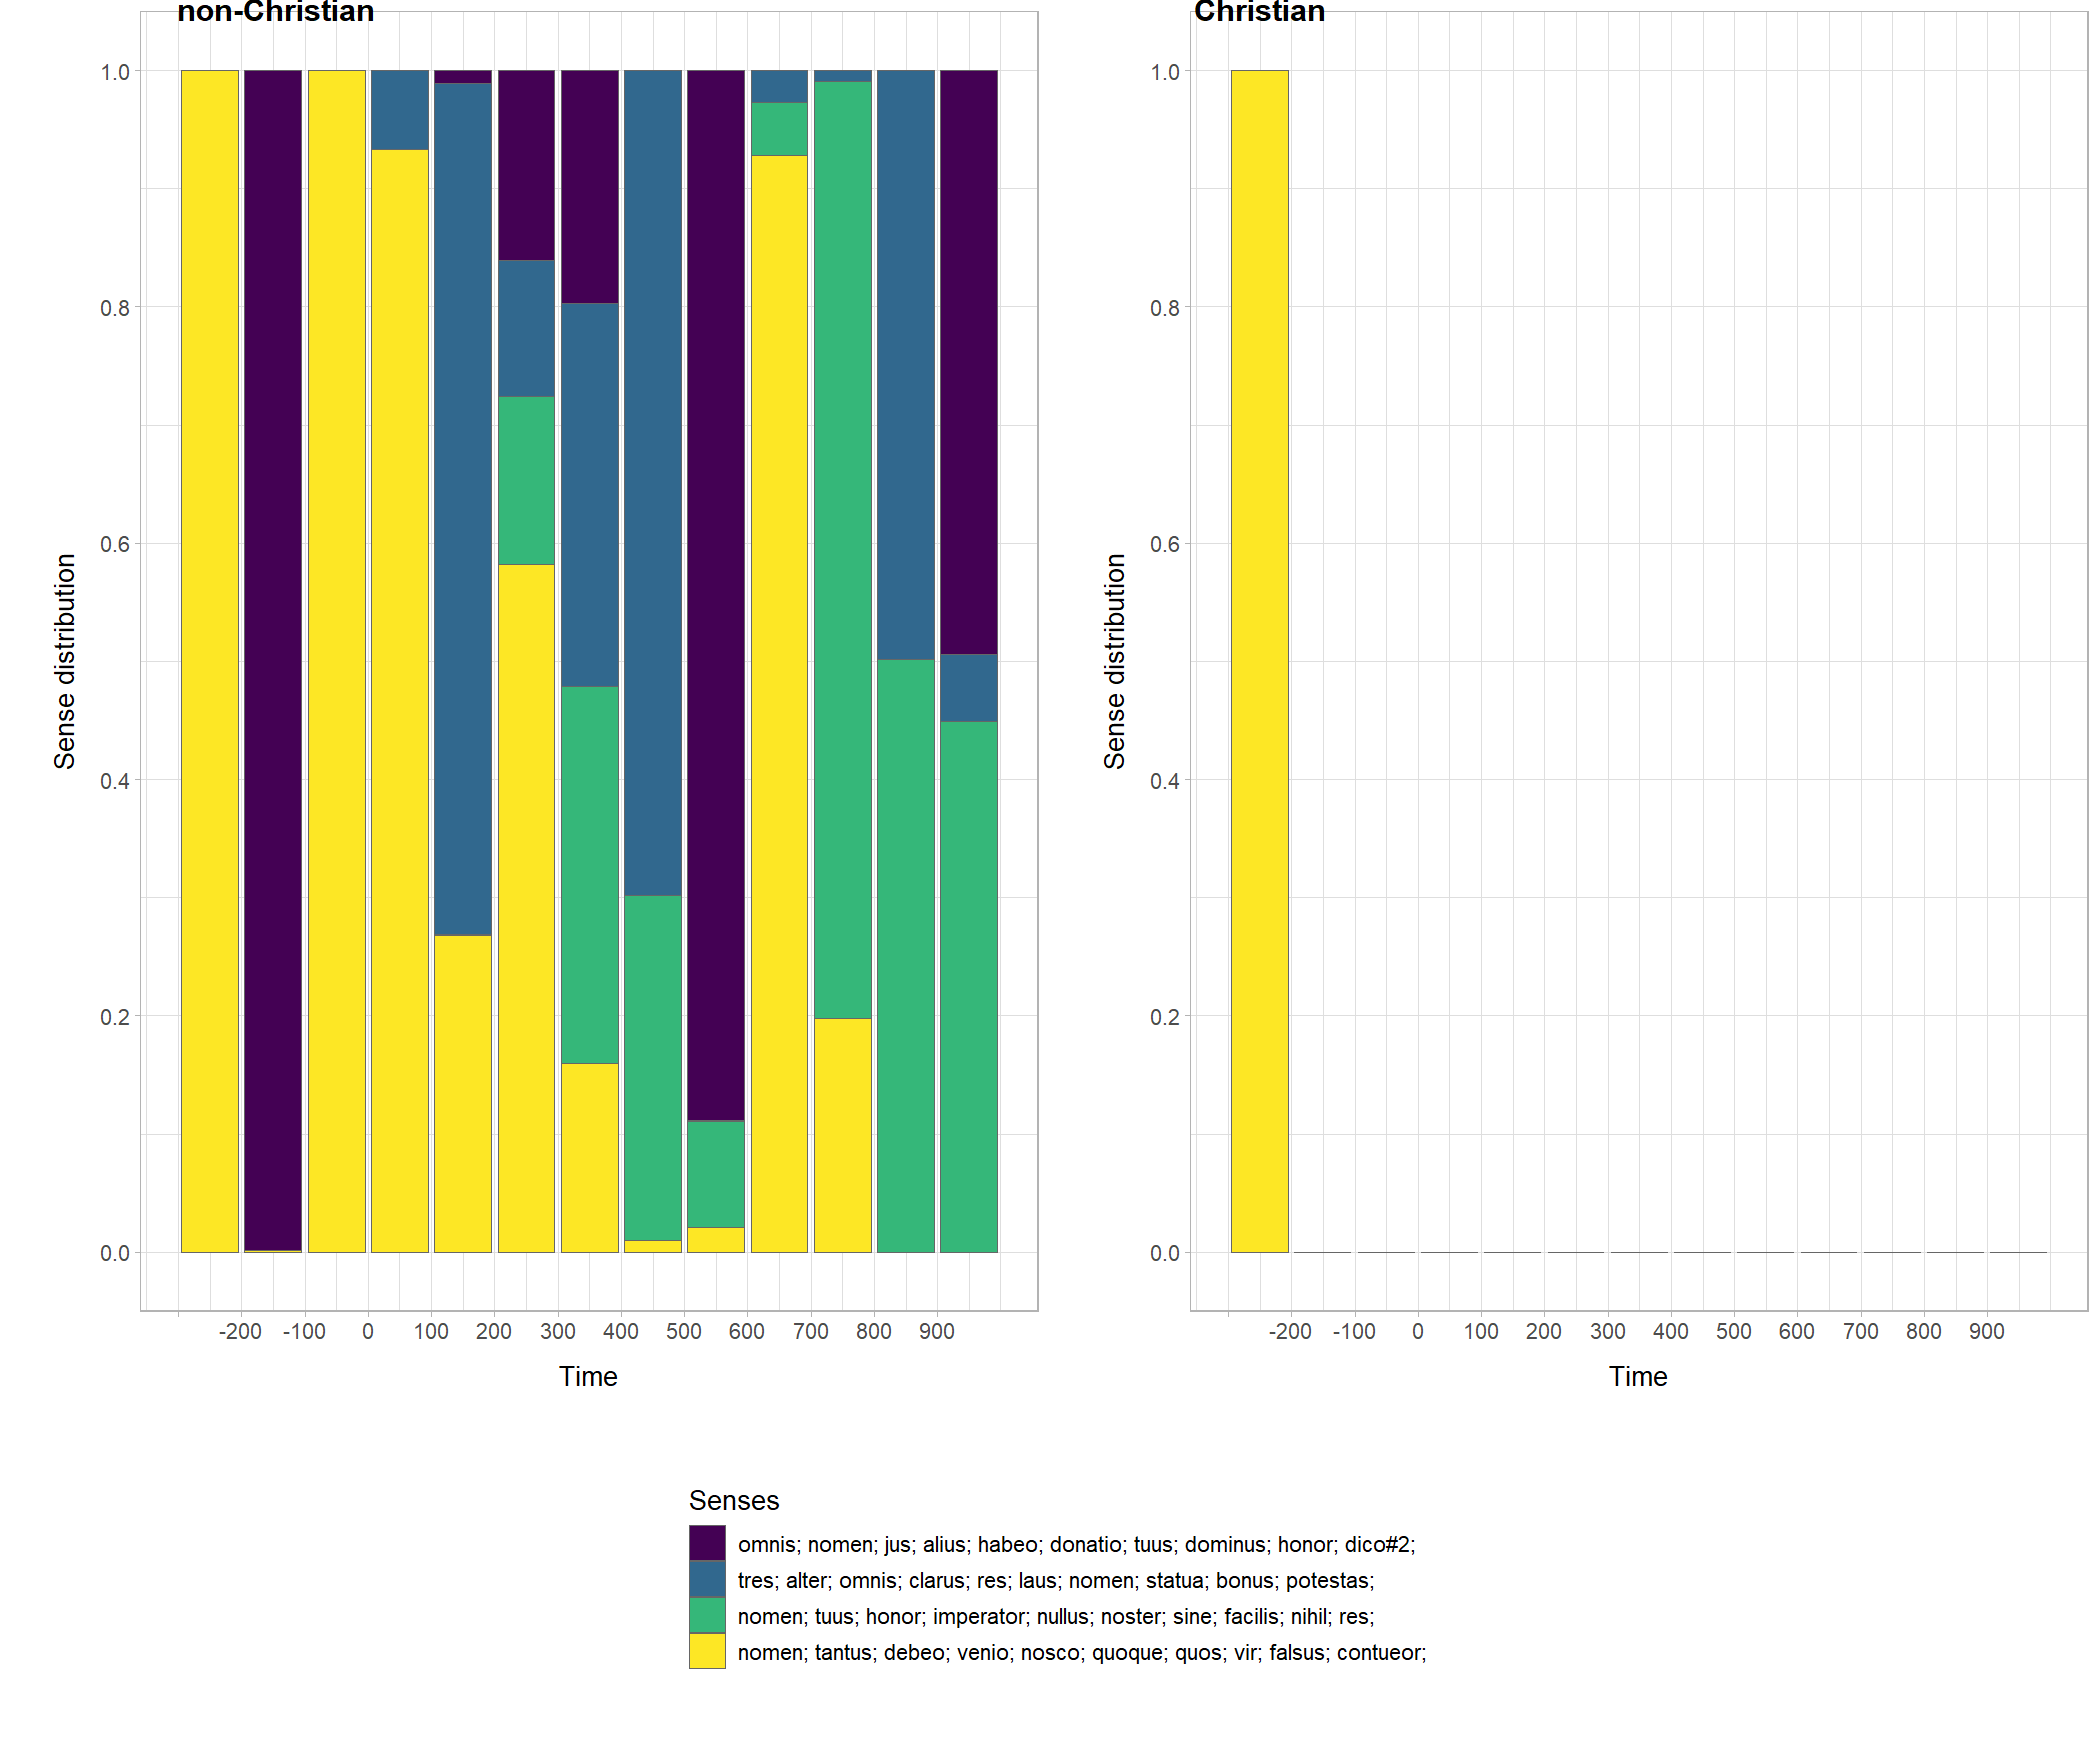 non-Christian
Christian
1.0
0.8
0.6
0.4
0.2
0.0
Sense distribution
-200 -100 0 100 200 300 400 500 600 700 800 900
Time
1.0
0.8
0.6
0.4
0.2
0.0
Sense distribution
-200 -100 0 100 200 300 400 500 600 700 800 900
Time
Senses
omnis; nomen; jus; alius; habeo; donatio; tuus; dominus; honor; dico#2;
tres; alter; omnis; clarus; res; laus; nomen; statua; bonus; potestas;
nomen; tuus; honor; imperator; nullus; noster; sine; facilis; nihil; res;
nomen; tantus; debeo; venio; nosco; quoque; quos; vir; falsus; contueor;